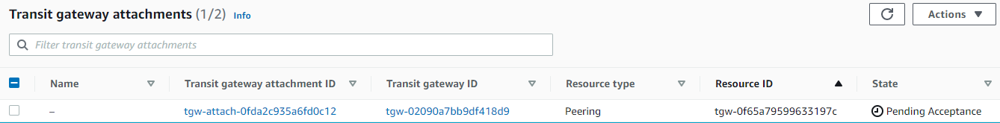 Transit gateway attachments (1/2) Info
Actions
Filter transit gateway attachments
Name Transit gateway attachment ID Transit gateway ID Resource type Resource ID State
– tgw-attach-0fda2c935a6fd0c12 tgw-02090a7bb9df418d9 Peering tgw-0f65a79599633197c Pending Acceptance